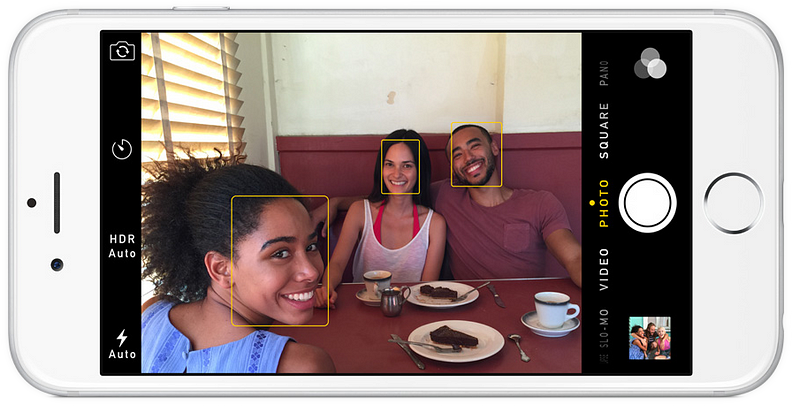 HDR
Auto
Auto
PANO
SQUARE
PHOTO
VIDEO
SLO-MO